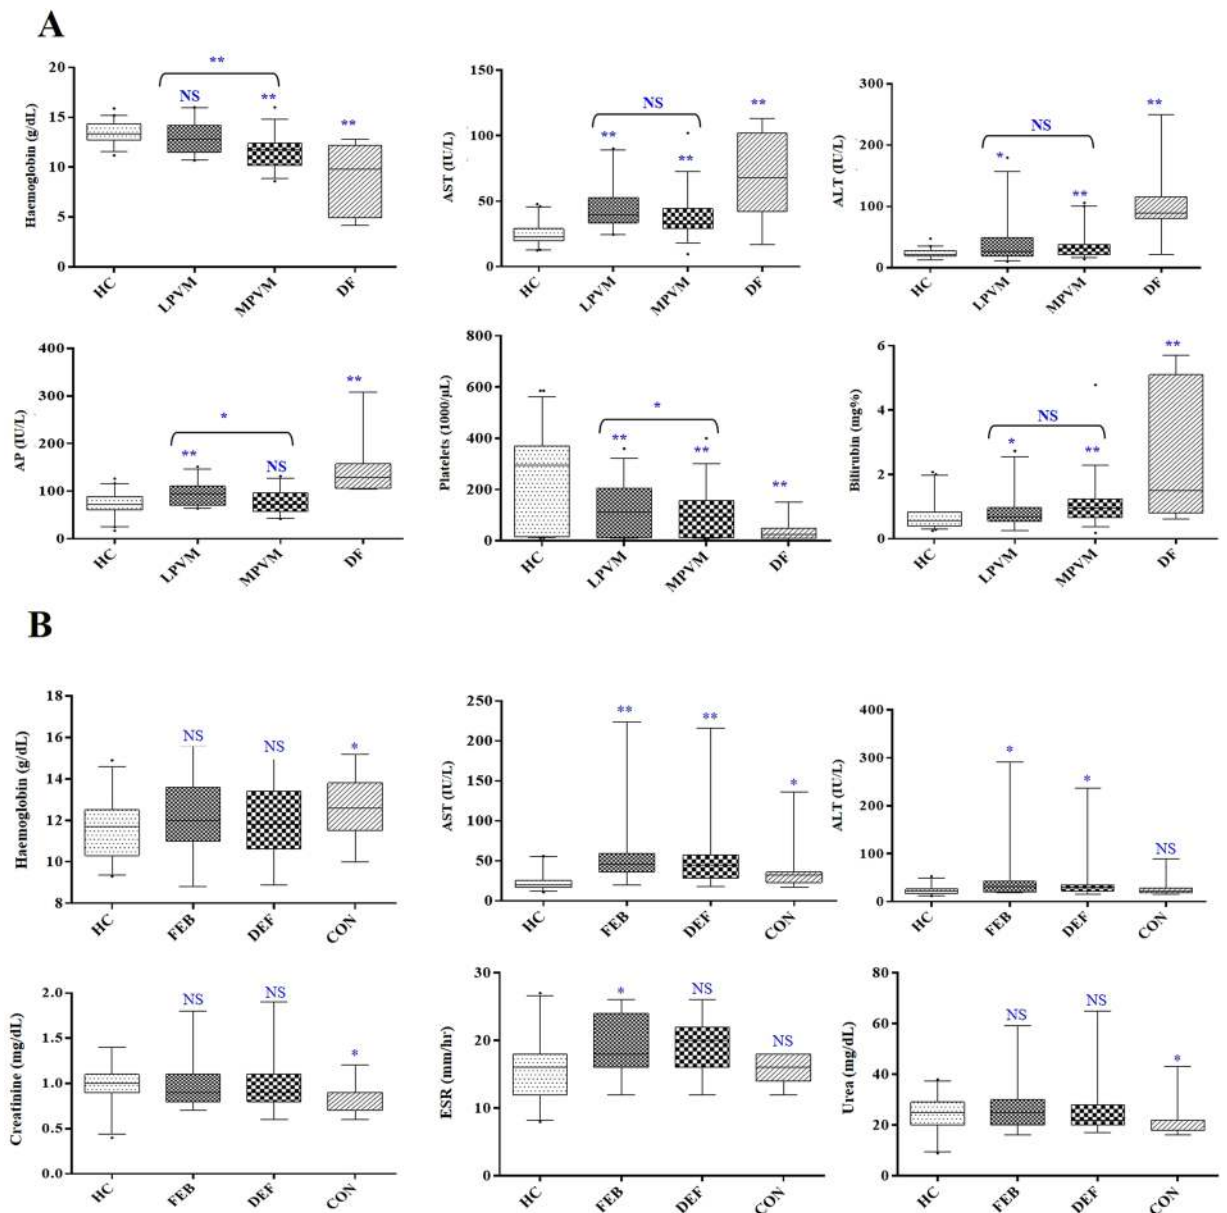 A
Haemoglobin (g/dL)
20
15
10
5
0
**
NS
**
**
HC
LPVM
MPVM
DF
AST (IU/L)
150
100
50
0
NS
**
**
**
HC
LPVM
MPVM
DF
ALT (IU/L)
300
200
100
0
NS
*
**
**
HC
LPVM
MPVM
DF
AP (IU/L)
400
300
200
100
0
*
**
NS
**
HC
LPVM
MPVM
DF
Platelets (1000/µL)
800
600
400
200
0
*
**
**
**
HC
LPVM
MPVM
DF
Bilirubin (mg%)
6
4
2
0
NS
*
**
**
HC
LPVM
MPVM
DF
B
Haemoglobin (g/dL)
18
16
14
12
10
8
NS
NS
*
HC
FEB
DEF
CON
AST (IU/L)
250
200
150
100
50
0
**
**
*
HC
FEB
DEF
CON
ALT (IU/L)
400
300
200
100
0
*
*
NS
HC
FEB
DEF
CON
Creatinine (mg/dL)
2.0
1.5
1.0
0.5
0.0
NS
NS
*
HC
FEB
DEF
CON
ESR (mm/hr)
30
20
10
0
*
NS
NS
HC
FEB
DEF
CON
Urea (mg/dL)
80
60
40
20
0
NS
NS
*
HC
FEB
DEF
CON